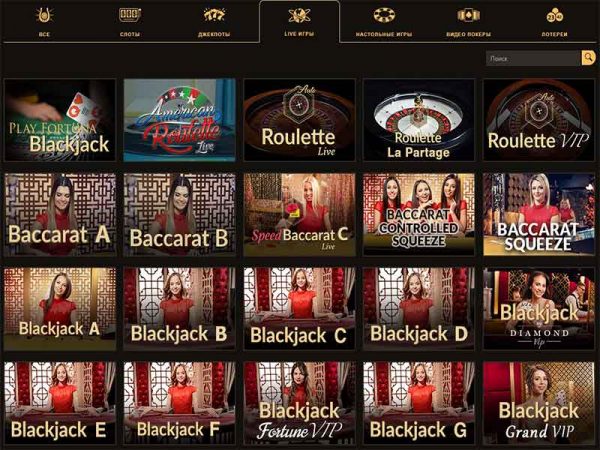 ВСЕ
СЛОТЫ
ДЖЕКПОТЫ
LIVE ИГРЫ
НАСТОЛЬНЫЕ ИГРЫ
ВИДЕО ПОКЕРЫ
ЛОТЕРЕИ
Поиск
PLAY FORTUNA
Blackjack
American
Roulette
Live
Auto
Roulette
Live
Roulette
La Partage
Auto
Roulette VIP
Baccarat A
Baccarat B
Speed Baccarat C
Live
BACCARAT
CONTROLLED
SQUEEZE
BACCARAT
SQUEEZE
Blackjack A
Blackjack B
Blackjack C
Blackjack D
Blackjack
DIAMOND
Vip
Blackjack E
Blackjack F
Blackjack
Fortune VIP
Blackjack G
Blackjack
Grand VIP